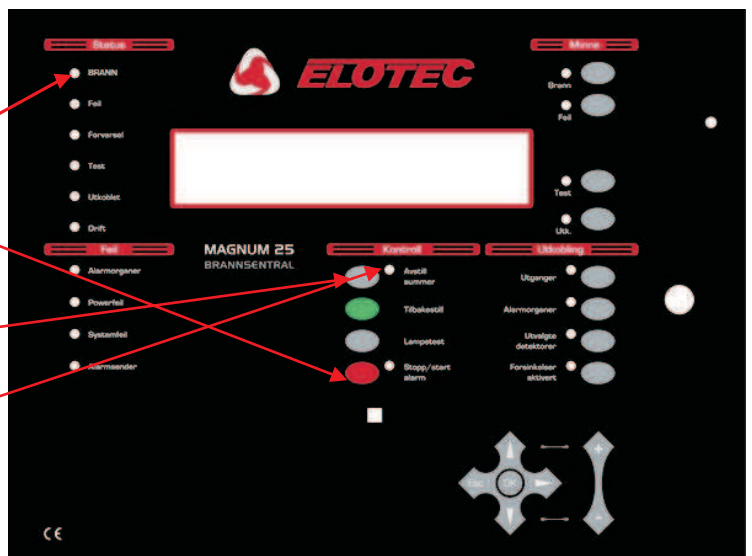 Status
BRANN
Feil
Forvarsel
Test
Utkoblet
Drift
Feil
Alarmorganer
Powerfeil
Systemfeil
Alarmsender
ELOTEC
MAGNUM 25
BRANNSENTRAL
Kontroll
Avstill
summer
Tilbakestill
Lampetest
Stopp/start
alarm
Minne
Brann
Feil
Test
Utk.
Utkobling
Utganger
Alarmorganer
Utvalgte
detektorer
Forsinkelser
aktivert
Esc
OK
+
-
CE